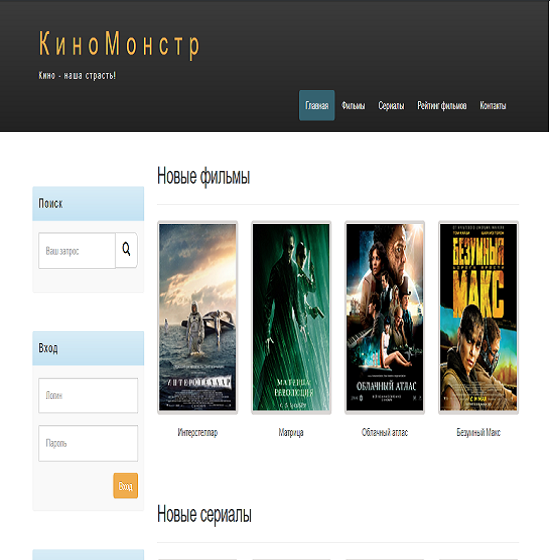 КиноМонстр
Кино - наша страсть!
Главная Фильмы Сериалы Рейтинг фильмов Контакты
Поиск
Ваш запрос
Вход
Логин
Пароль
Вход
Новые фильмы
ИНТЕРСТЕЛЛАР
МАТРИЦА
РЕВОЛЮЦИЯ
ОБЛАЧНЫЙ АТЛАС
БЕЗУМНЫЙ
МАКС
Интерстеллар Матрица Облачный атлас Безумный Макс
Новые сериалы